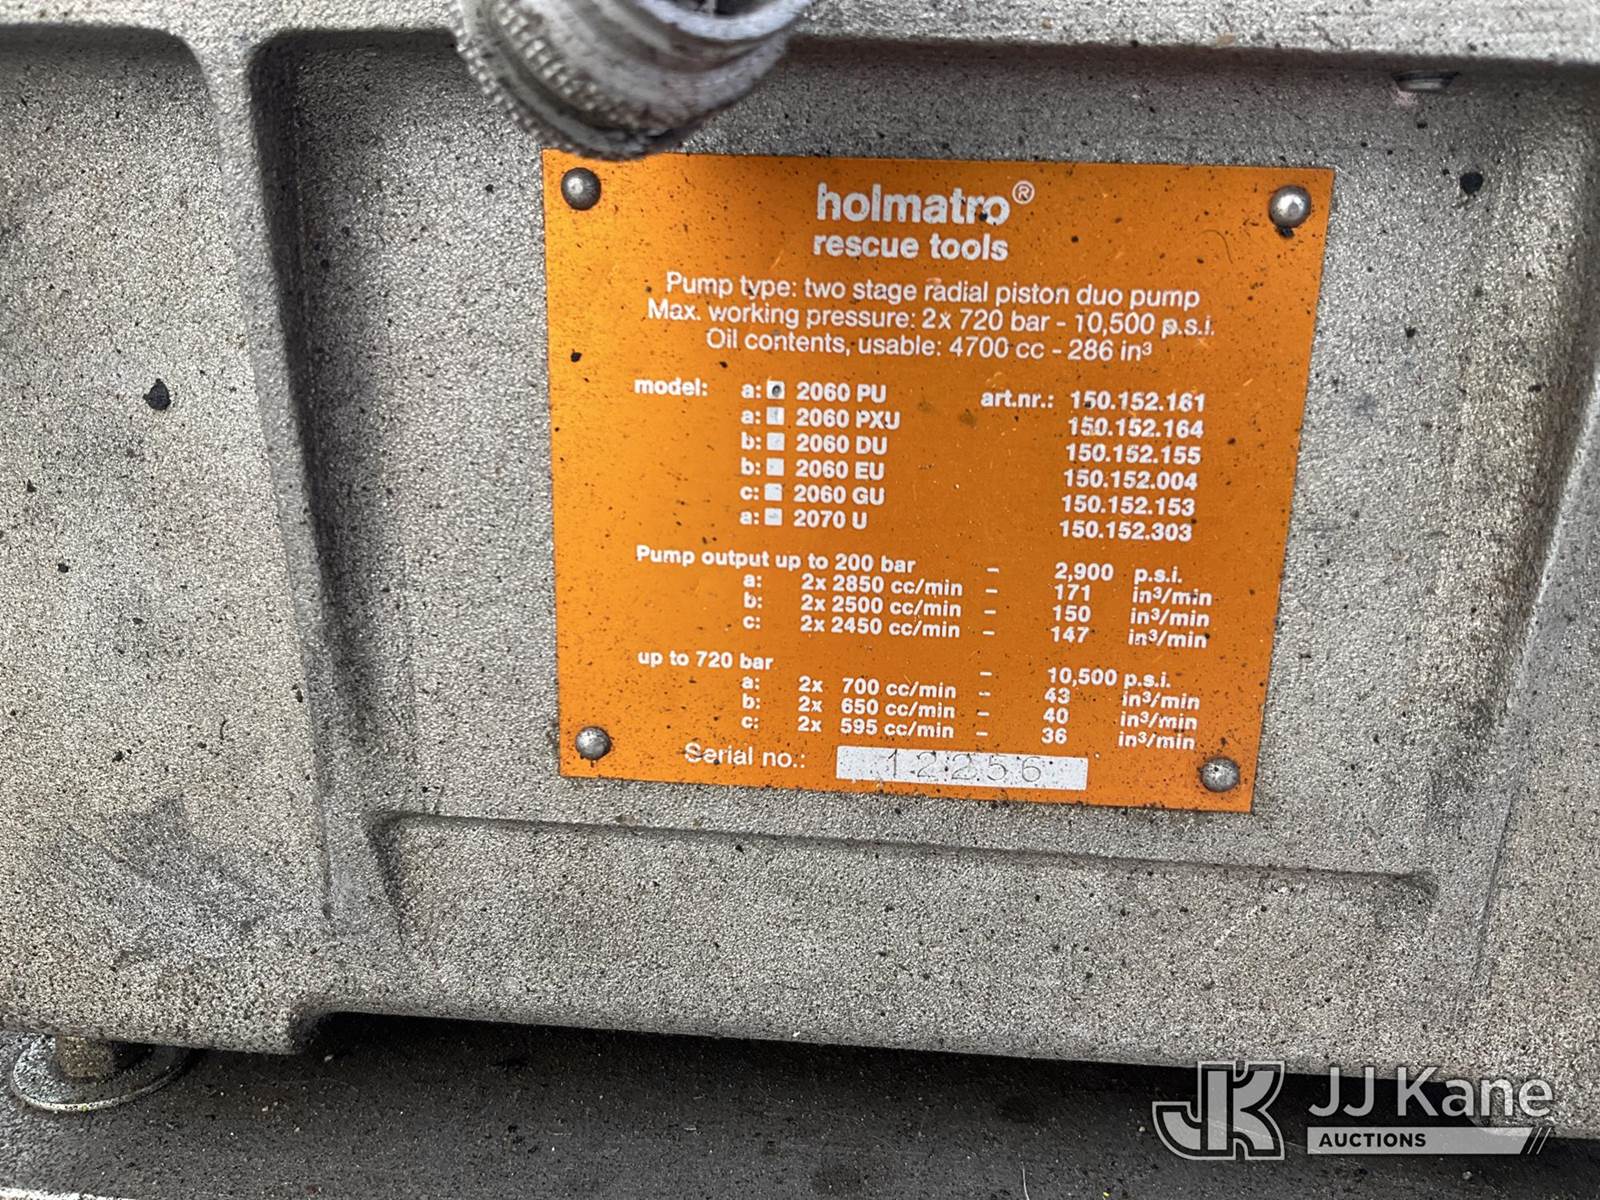 holmatro®
rescue tools
Pump type: two stage radial piston duo pump
Max. working pressure: 2x 720 bar - 10,500 p.s.i.
Oil contents, usable: 4700 cc - 286 in³
model: a: 2060 PU art.nr.: 150.152.161
a: 2060 PXU 150.152.164
b: 2060 DU 150.152.155
b: 2060 EU 150.152.004
c: 2060 GU 150.152.153
a: 2070 U 150.152.303
Pump output up to 200 bar – 2,900 p.s.i.
a: 2x 2850 cc/min – 171 in³/min
b: 2x 2500 cc/min – 150 in³/min
c: 2x 2450 cc/min – 147 in³/min
up to 720 bar – 10,500 p.s.i.
a: 2x 700 cc/min – 43 in³/min
b: 2x 650 cc/min – 40 in³/min
c: 2x 595 cc/min – 36 in³/min
Serial no.: 12256
JK JJ Kane
AUCTIONS